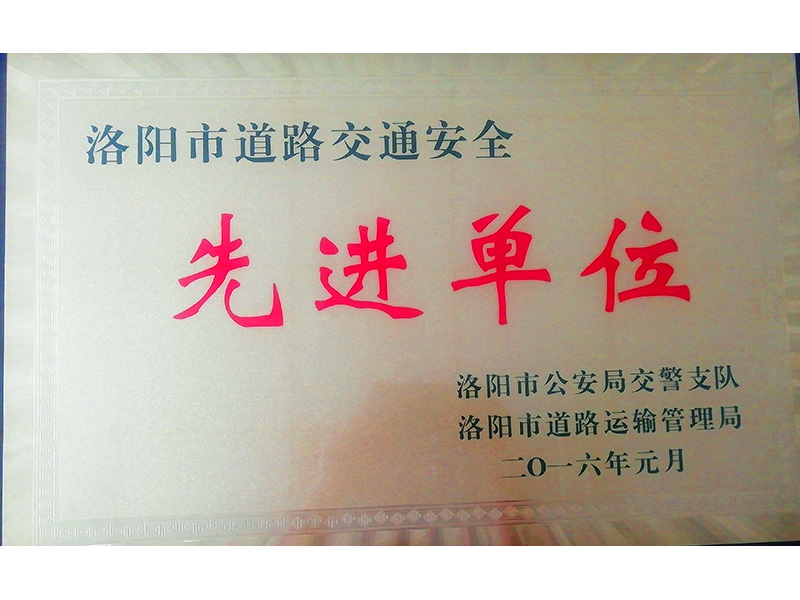 洛阳市道路交通安全
先进单位
洛阳市公安局交警支队
洛阳市道路运输管理局
二O一六年元月